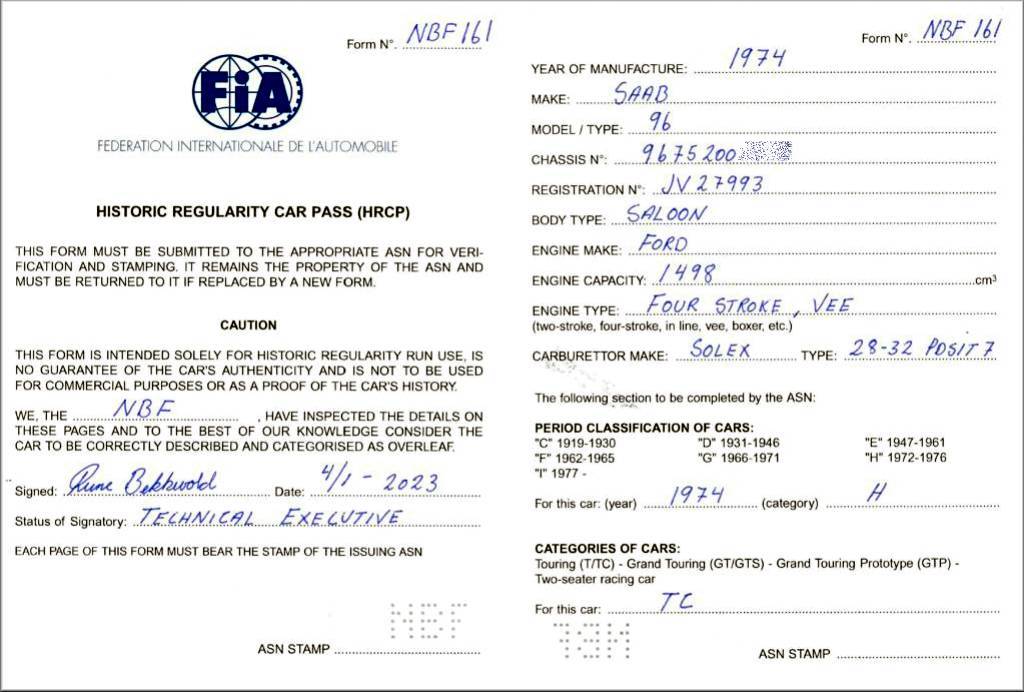 Form N°. NBF 161
FiA
FEDERATION INTERNATIONALE DE L'AUTOMOBILE
HISTORIC REGULARITY CAR PASS (HRCP)
THIS FORM MUST BE SUBMITTED TO THE APPROPRIATE ASN FOR VERI-
FICATION AND STAMPING. IT REMAINS THE PROPERTY OF THE ASN AND
MUST BE RETURNED TO IT IF REPLACED BY A NEW FORM.
CAUTION
THIS FORM IS INTENDED SOLELY FOR HISTORIC REGULARITY RUN USE, IS
NO GUARANTEE OF THE CAR'S AUTHENTICITY AND IS NOT TO BE USED
FOR COMMERCIAL PURPOSES OR AS A PROOF OF THE CAR'S HISTORY.
WE, THE NBF, HAVE INSPECTED THE DETAILS ON
THESE PAGES AND TO THE BEST OF OUR KNOWLEDGE CONSIDER THE
CAR TO BE CORRECTLY DESCRIBED AND CATEGORISED AS OVERLEAF.
Signed: Rune Bekkwold Date: 4/1 - 2023
Status of Signatory: TECHNICAL EXECUTIVE
EACH PAGE OF THIS FORM MUST BEAR THE STAMP OF THE ISSUING ASN
NBF
ASN STAMP
Form N°. NBF 161
YEAR OF MANUFACTURE: 1974
MAKE: SAAB
MODEL / TYPE: 96
CHASSIS N°: 9675200
REGISTRATION N°: JV 27993
BODY TYPE: SALOON
ENGINE MAKE: FORD
ENGINE CAPACITY: 1498 cm³
ENGINE TYPE: FOUR STROKE, VEE
(two-stroke, four-stroke, in line, vee, boxer, etc.)
CARBURETTOR MAKE: SOLEX TYPE: 28-32 PDSIT 7
The following section to be completed by the ASN:
PERIOD CLASSIFICATION OF CARS:
"C" 1919-1930 "D" 1931-1946 "E" 1947-1961
"F" 1962-1965 "G" 1966-1971 "H" 1972-1976
"I" 1977 -
For this car: (year) 1974 (category) H
CATEGORIES OF CARS:
Touring (T/TC) - Grand Touring (GT/GTS) - Grand Touring Prototype (GTP) -
Two-seater racing car
For this car: TC
NBF
ASN STAMP